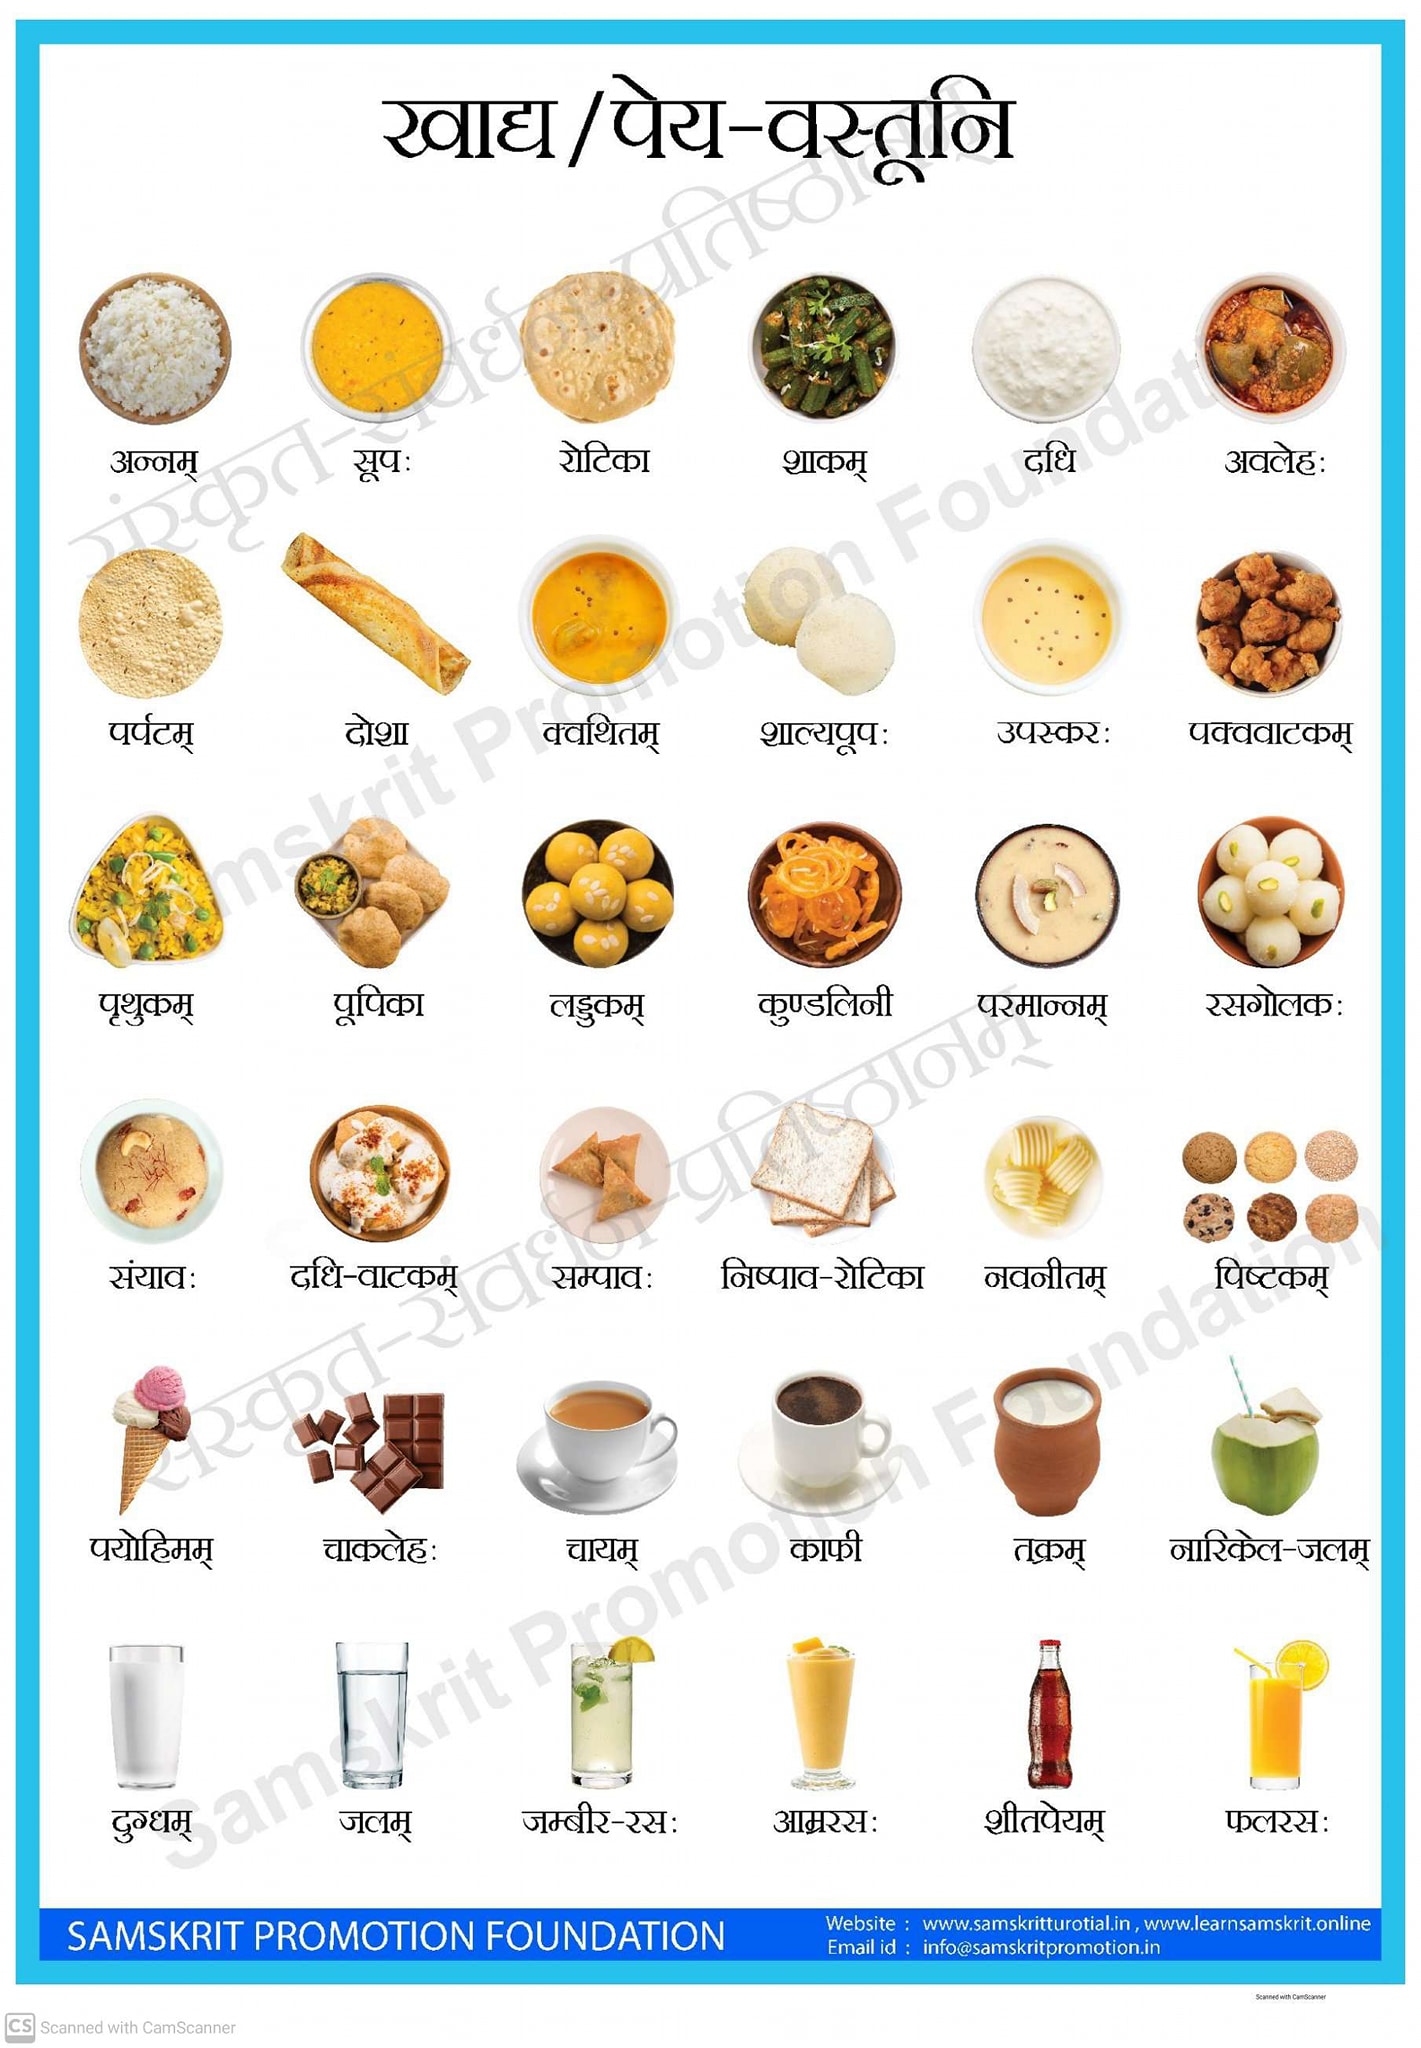 खाद्य/पेय-वस्तूनि
अन्नम् सूपः रोटिका शाकम् दधि अवलेहः
पर्पटम् दोशा क्वथितम् शाल्यपूपः उपस्करः पक्ववाटकम्
पृथुकम् पूपिका लड्डुकम् कुण्डलिनी परमान्नम् रसगोलकः
संयावः दधि-वाटकम् सम्पावः निष्पाव-रोटिका नवनीतम् पिष्टकम्
पयोहिमम् चाकलेहः चायम् काफी तक्रम् नारिकेल-जलम्
दुग्धम् जलम् जम्बीर-रसः आम्ररसः शीतपेयम् फलरसः
संस्कृत-संवर्धन-प्रतिष्ठानम्
Samskrit Promotion Foundation
संस्कृत-संवर्धन-प्रतिष्ठानम्
Samskrit Promotion Foundation
SAMSKRIT PROMOTION FOUNDATION
Website : www.samskritturotial.in , www.learnsamskrit.online
Email id : info@samskritpromotion.in
Scanned with CamScanner
CS Scanned with CamScanner